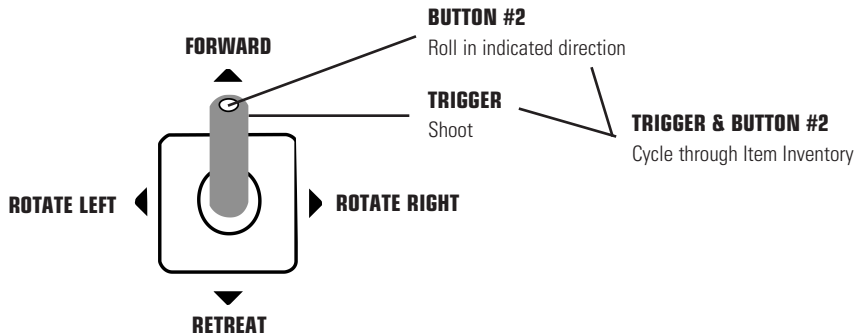 BUTTON #2
Roll in indicated direction
FORWARD
TRIGGER
Shoot
TRIGGER & BUTTON #2
Cycle through Item Inventory
ROTATE LEFT
ROTATE RIGHT
RETREAT